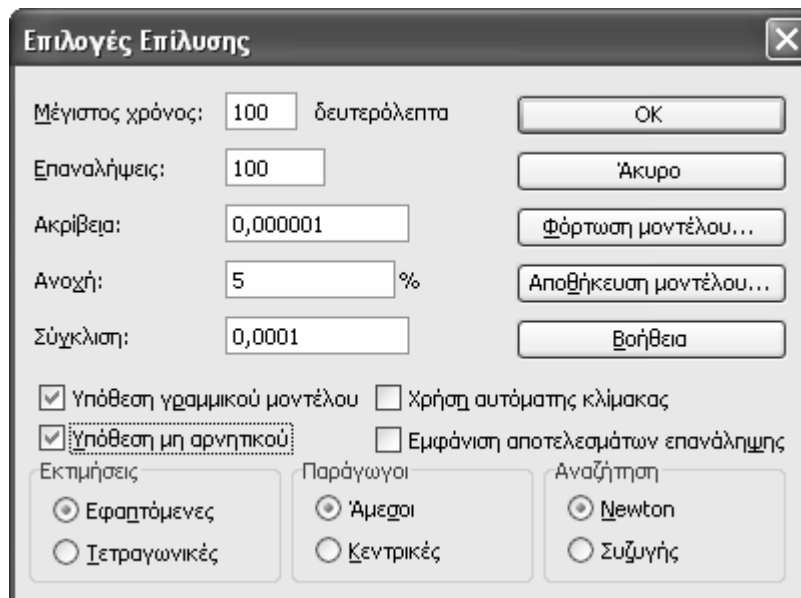 Επιλογές Επίλυσης
Μέγιστος χρόνος: 100 δευτερόλεπτα OK
Επαναλήψεις: 100 Άκυρο
Ακρίβεια: 0,000001 Φόρτωση μοντέλου...
Ανοχή: 5 % Αποθήκευση μοντέλου...
Σύγκλιση: 0,0001 Βοήθεια
Υπόθεση γραμμικού μοντέλου Χρήση αυτόματης κλίμακας
Υπόθεση μη αρνητικού Εμφάνιση αποτελεσμάτων επανάληψης
Εκτιμήσεις Παράγωγοι Αναζήτηση
Εφαπτόμενες Άμεσοι Newton
Τετραγωνικές Κεντρικές Συζυγής